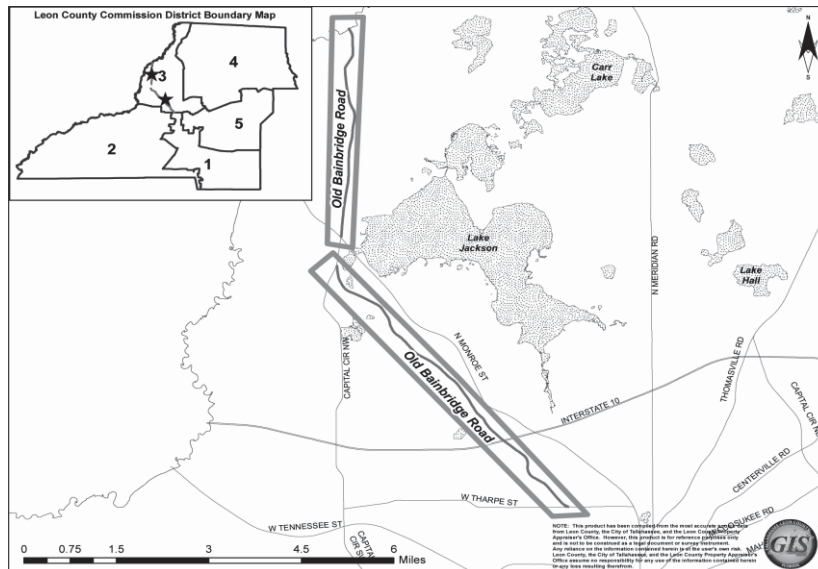 Leon County Commission District Boundary Map
4
3
5
2
1
N
Old Bainbridge Road
Carr
Lake
Lake
Jackson
Lake
Hall
N MERIDIAN RD
N MONROE ST
CAPITAL CIR NW
Old Bainbridge Road
INTERSTATE 10
THOMASVILLE RD
CAPITAL CIR N
CENTERVILLE RD
W THARPE ST
W TENNESSEE ST
CAPITAL
CIR S
SUKEE RD
MAH
0 0.75 1.5 3 4.5 6
Miles
NOTE: This product has been compiled from the most accurate source data
from Leon County, the City of Tallahassee, and the Leon County Property
Appraiser's Office. However, this product is for reference purposes only
and is not to be construed as a legal document or survey instrument.
Any reliance on the information contained herein is at the user's own risk.
Leon County, the City of Tallahassee, and the Leon County Property Appraiser's
Office assume no responsibility for any use of the information contained herein
or any loss resulting therefrom.
GIS